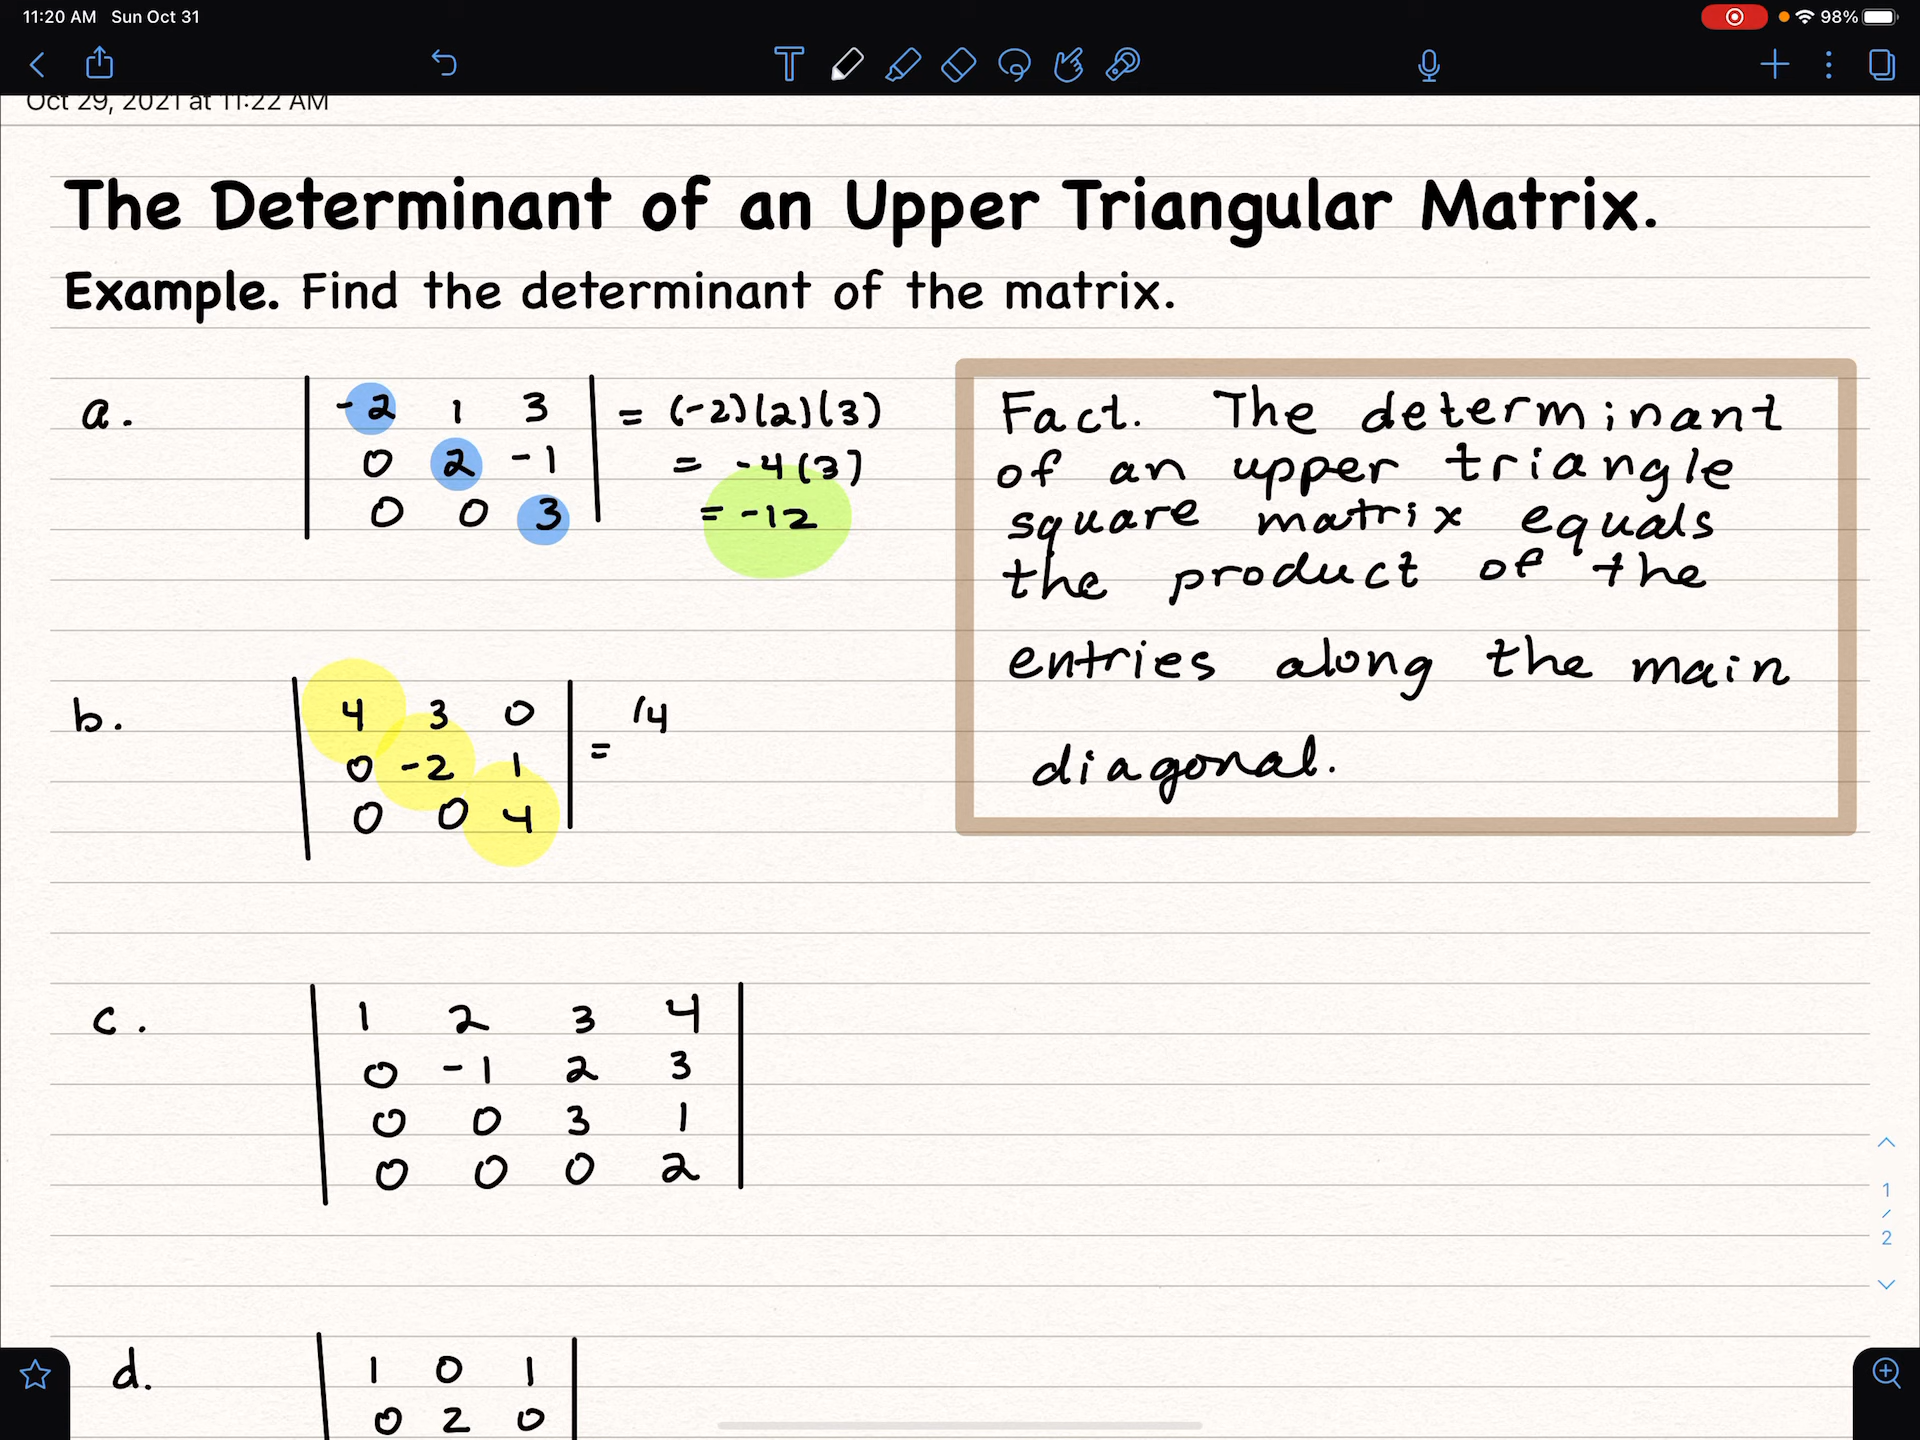 11:20 AM Sun Oct 31
98%
Oct 29, 2021 at 11:22 AM
The Determinant of an Upper Triangular Matrix.
Example. Find the determinant of the matrix.
a. | -2 1 3 | = (-2)(2)(3)
0 2 -1 = -4(3)
0 0 3 = -12
Fact. The determinant
of an upper triangle
square matrix equals
the product of the
entries along the main
diagonal.
b. | 4 3 0 | = (4
0 -2 1
0 0 4
c. | 1 2 3 4 |
0 -1 2 3
0 0 3 1
0 0 0 2
1
/
2
d. | 1 0 1 |
0 2 0